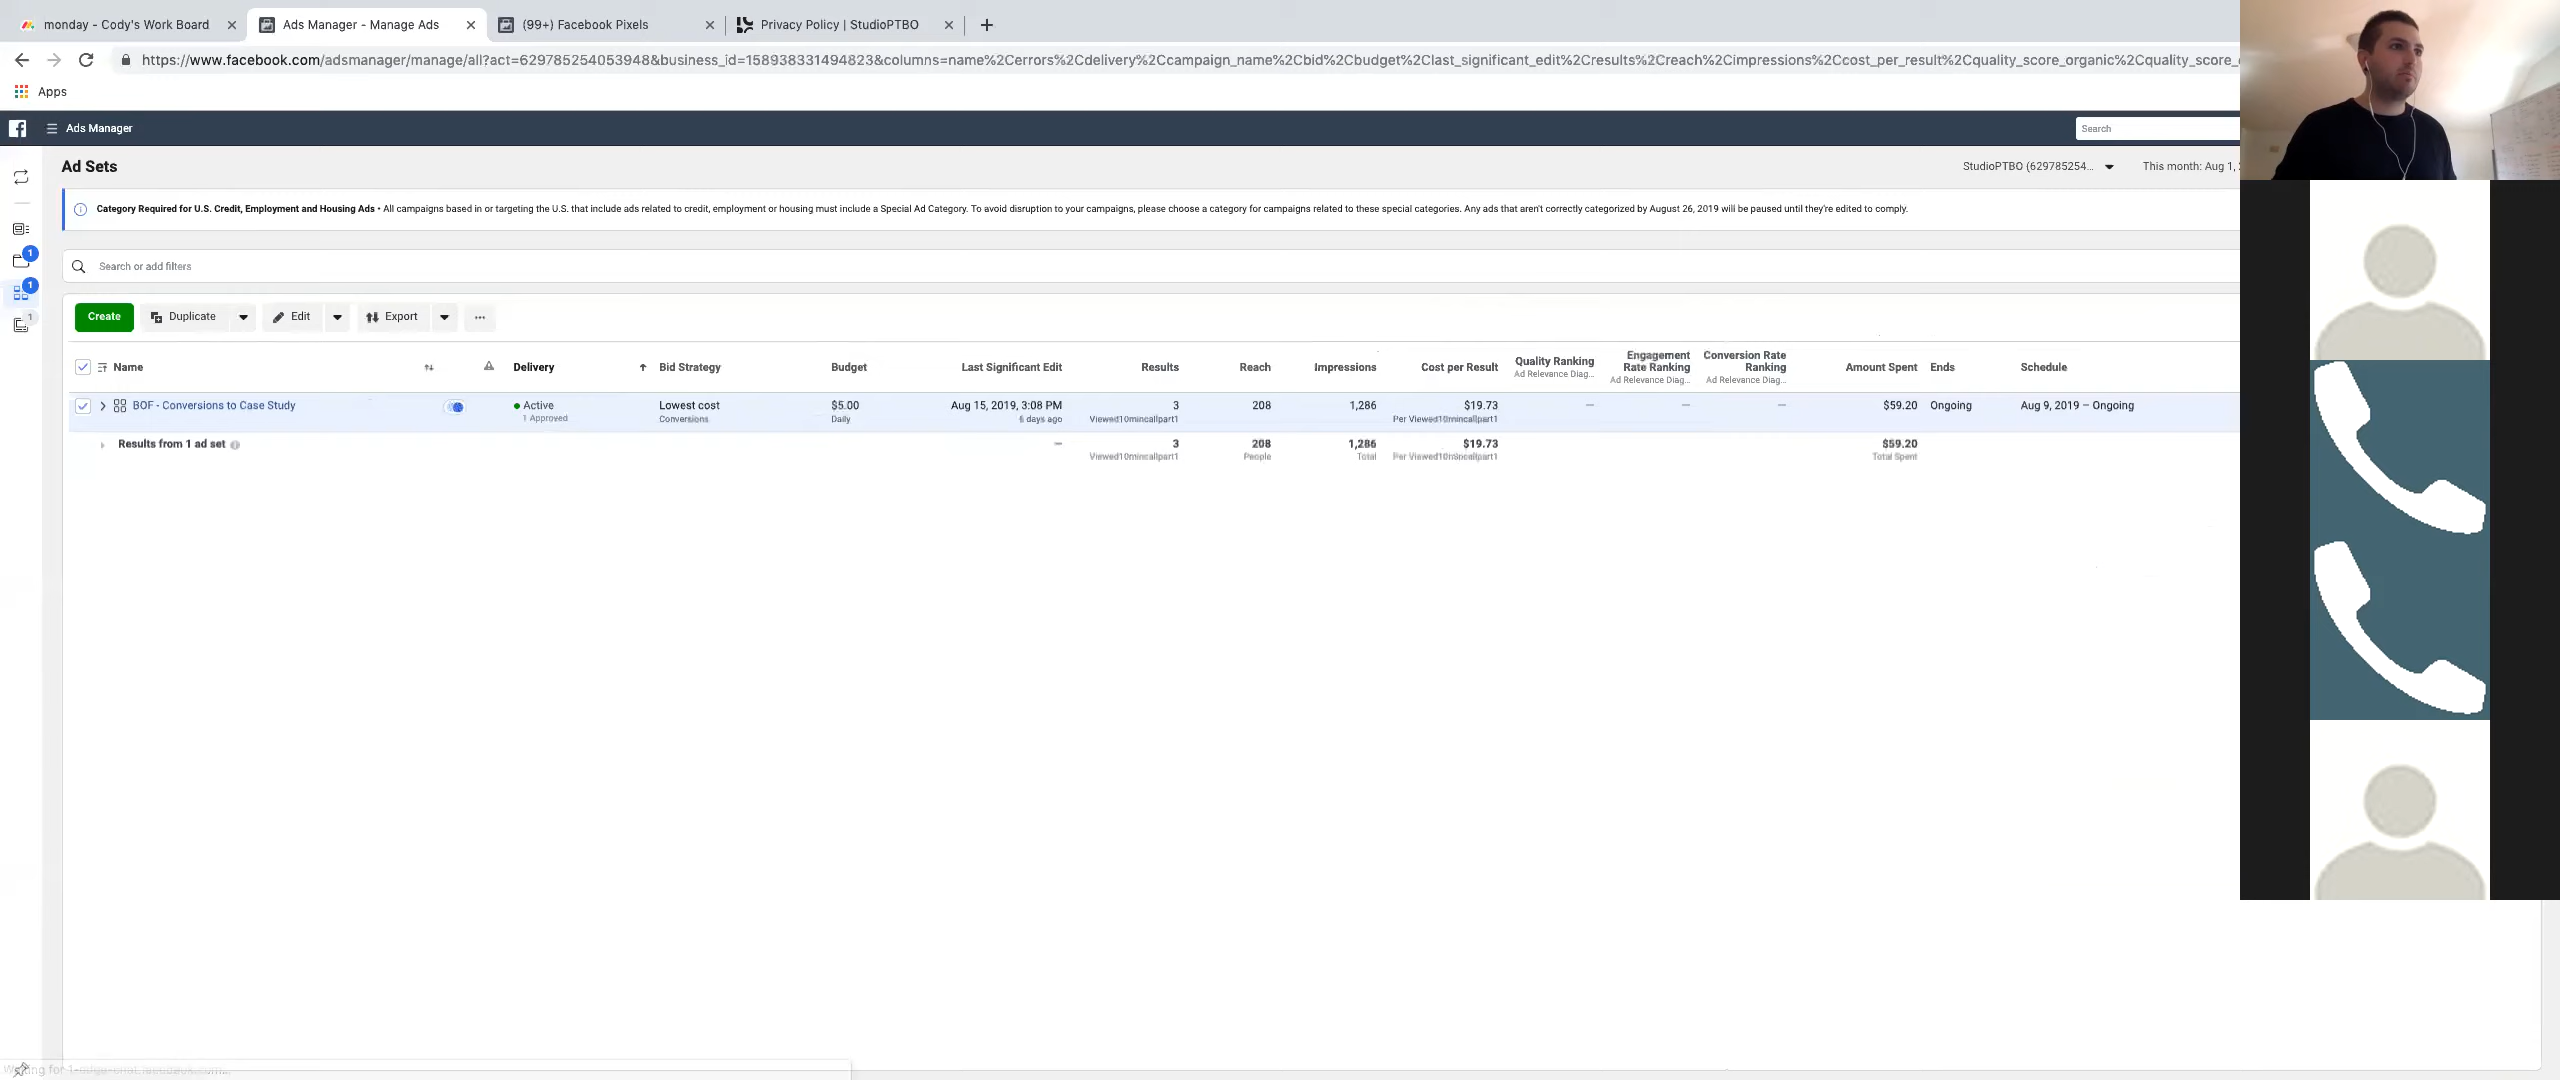 monday - Cody's Work Board
Ads Manager - Manage Ads
(99+) Facebook Pixels
Privacy Policy | StudioPTBO
https://www.facebook.com/adsmanager/manage/all?act=629785254053948&business_id=158938331494823&columns=name%2Cerrors%2Cdelivery%2Ccampaign_name%2Cbid%2Cbudget%2Clast_significant_edit%2Cresults%2Creach%2Cimpressions%2Ccost_per_result%2Cquality_score_organic%2Cquality_score_
Apps
Ads Manager
Search
Ad Sets
StudioPTBO (629785254...
This month: Aug 1,
Category Required for U.S. Credit, Employment and Housing Ads • All campaigns based in or targeting the U.S. that include ads related to credit, employment or housing must include a Special Ad Category. To avoid disruption to your campaigns, please choose a category for campaigns related to these special categories. Any ads that aren't correctly categorized by August 26, 2019 will be paused until they're edited to comply.
1
1
1
Search or add filters
Create Duplicate Edit Export ...
Name Delivery Bid Strategy Budget Last Significant Edit Results Reach Impressions Cost per Result Quality Ranking Engagement Rate Ranking Conversion Rate Ranking Amount Spent Ends Schedule
Ad Relevance Diag... Ad Relevance Diag... Ad Relevance Diag...
BOF - Conversions to Case Study Active Lowest cost $5.00 Aug 15, 2019, 3:08 PM 3 208 1,286 $19.73 — — — $59.20 Ongoing Aug 9, 2019 – Ongoing
1 Approved Conversions Daily 6 days ago Viewed10mincallpart1 Per Viewed10mincallpart1
Results from 1 ad set — 3 208 1,286 $19.73 $59.20
Viewed10mincallpart1 People Total Per Viewed10mincallpart1 Total Spent